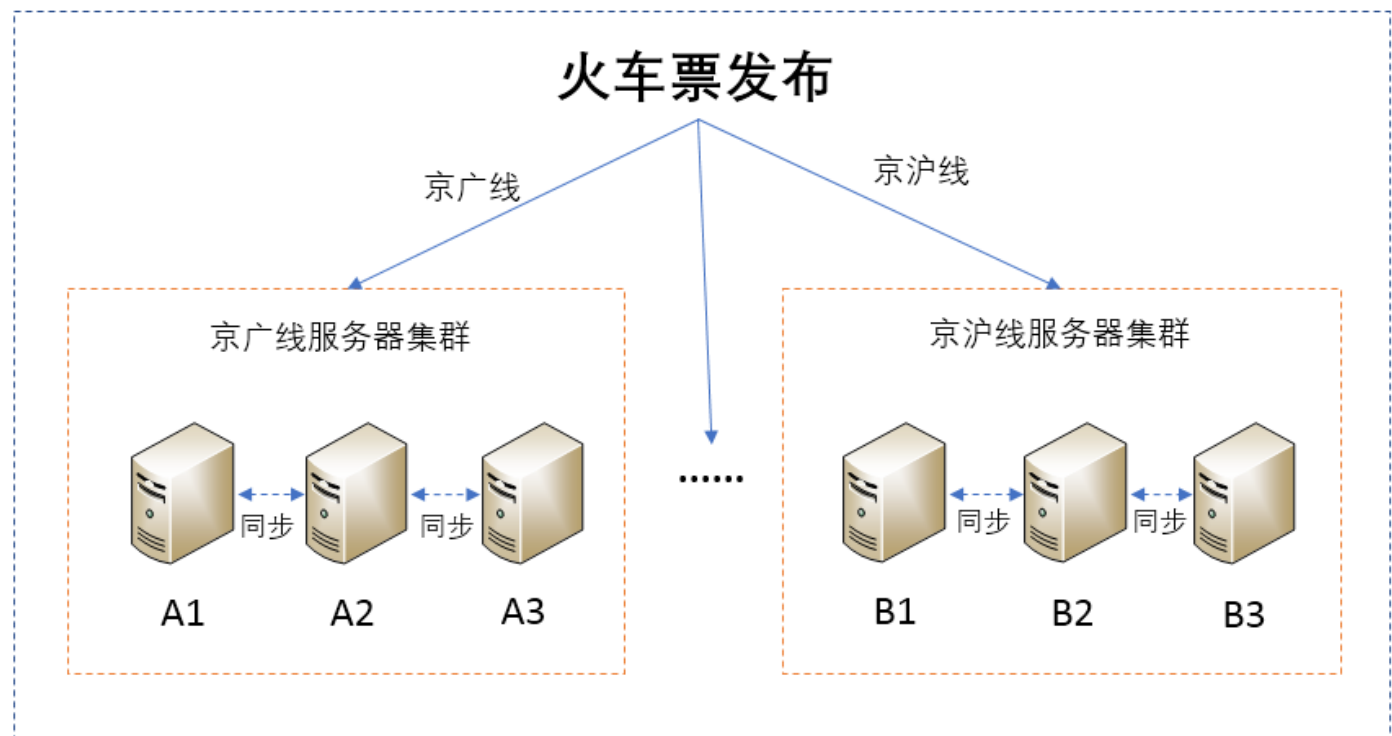 火车票发布
京广线
京沪线
京广线服务器集群
京沪线服务器集群
......
同步
同步
同步
同步
A1
A2
A3
B1
B2
B3